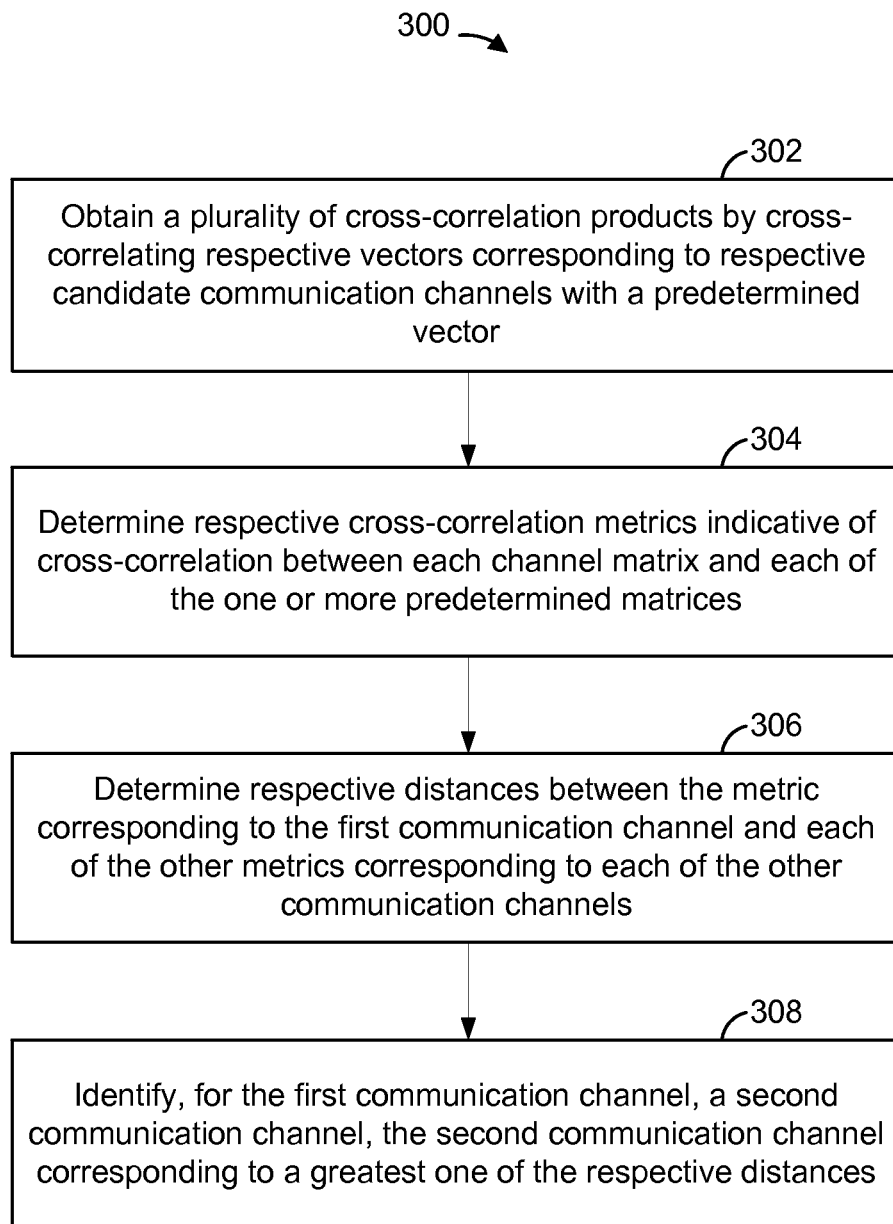 300
302
Obtain a plurality of cross-correlation products by cross-
correlating respective vectors corresponding to respective
candidate communication channels with a predetermined
vector
304
Determine respective cross-correlation metrics indicative of
cross-correlation between each channel matrix and each of
the one or more predetermined matrices
306
Determine respective distances between the metric
corresponding to the first communication channel and each
of the other metrics corresponding to each of the other
communication channels
308
Identify, for the first communication channel, a second
communication channel, the second communication channel
corresponding to a greatest one of the respective distances